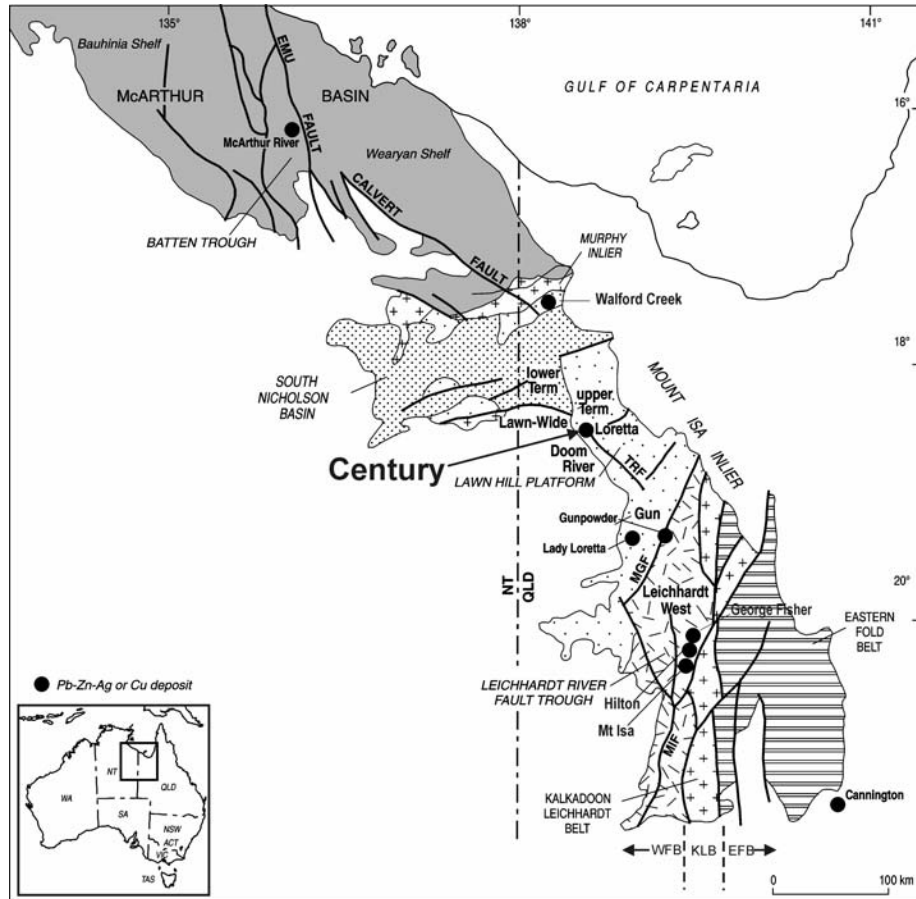 135°
138°
141°
Bauhinia Shelf
EMU
McARTHUR
BASIN
GULF OF CARPENTARIA
16°
McArthur River
FAULT
Wearyan Shelf
CALVERT
BATTEN TROUGH
FAULT
MURPHY
INLIER
Walford Creek
18°
SOUTH
NICHOLSON
BASIN
lower
Term
upper
Term
MOUNT ISA INLIER
Lawn-Wide
Loretta
Century
Doom
River
TRF
LAWN HILL PLATFORM
Gun
Gunpowder
Lady Loretta
MGF
NT
QLD
20°
Leichhardt
West
George Fisher
EASTERN
FOLD
BELT
Pb-Zn-Ag or Cu deposit
LEICHHARDT RIVER
FAULT TROUGH
Hilton
Mt Isa
MIF
KALKADOON
LEICHHARDT
BELT
Cannington
WFB
KLB
EFB
0
100 km
NT
WA
QLD
SA
NSW
ACT
VIC
TAS